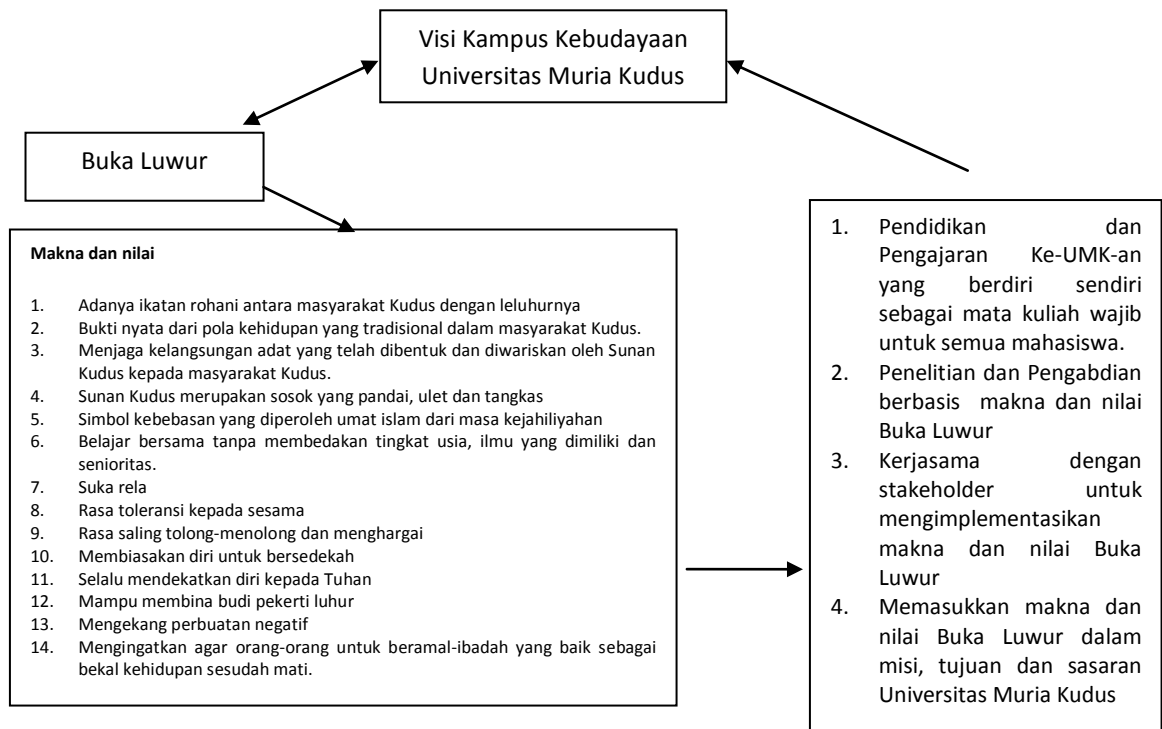 Visi Kampus Kebudayaan
Universitas Muria Kudus
Buka Luwur
Makna dan nilai
1. Adanya ikatan rohani antara masyarakat Kudus dengan leluhurnya
2. Bukti nyata dari pola kehidupan yang tradisional dalam masyarakat Kudus.
3. Menjaga kelangsungan adat yang telah dibentuk dan diwariskan oleh Sunan
Kudus kepada masyarakat Kudus.
4. Sunan Kudus merupakan sosok yang pandai, ulet dan tangkas
5. Simbol kebebasan yang diperoleh umat islam dari masa kejahiliyahan
6. Belajar bersama tanpa membedakan tingkat usia, ilmu yang dimiliki dan
senioritas.
7. Suka rela
8. Rasa toleransi kepada sesama
9. Rasa saling tolong-menolong dan menghargai
10. Membiasakan diri untuk bersedekah
11. Selalu mendekatkan diri kepada Tuhan
12. Mampu membina budi pekerti luhur
13. Mengekang perbuatan negatif
14. Mengingatkan agar orang-orang untuk beramal-ibadah yang baik sebagai
bekal kehidupan sesudah mati.
1. Pendidikan dan
Pengajaran Ke-UMK-an
yang berdiri sendiri
sebagai mata kuliah wajib
untuk semua mahasiswa.
2. Penelitian dan Pengabdian
berbasis makna dan nilai
Buka Luwur
3. Kerjasama dengan
stakeholder untuk
mengimplementasikan
makna dan nilai Buka
Luwur
4. Memasukkan makna dan
nilai Buka Luwur dalam
misi, tujuan dan sasaran
Universitas Muria Kudus